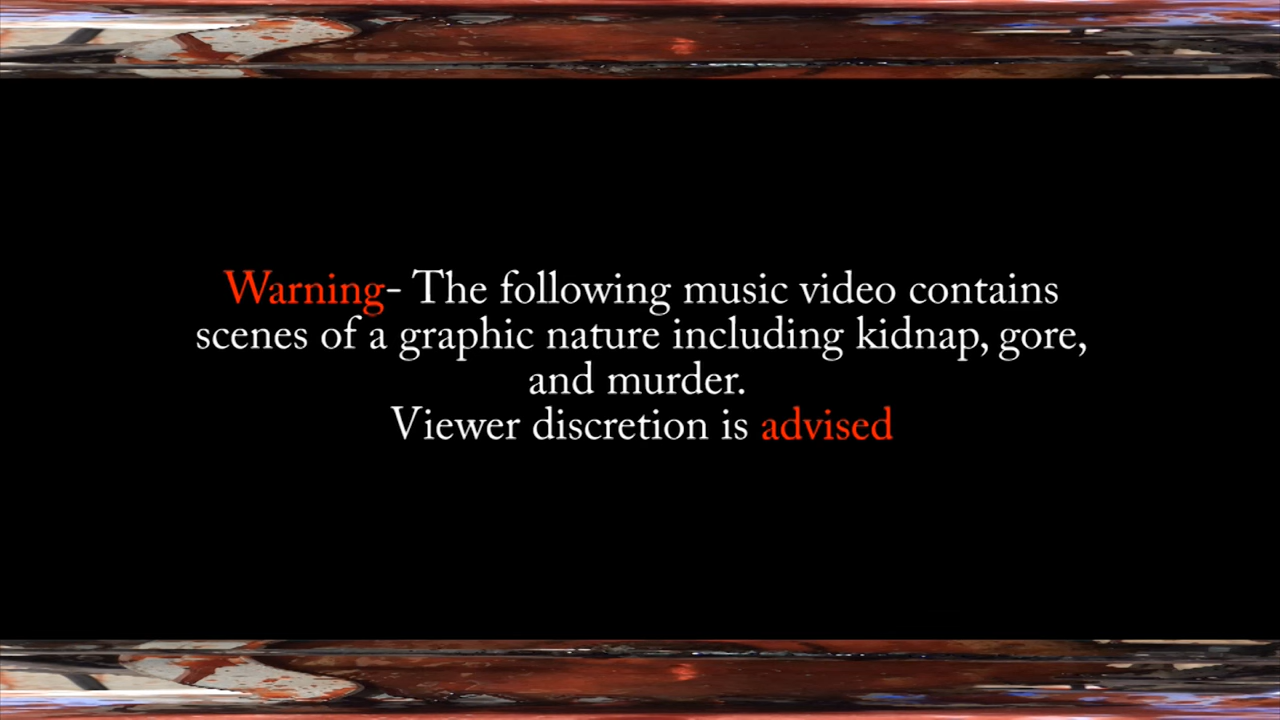 Warning- The following music video contains
scenes of a graphic nature including kidnap, gore,
and murder.
Viewer discretion is advised